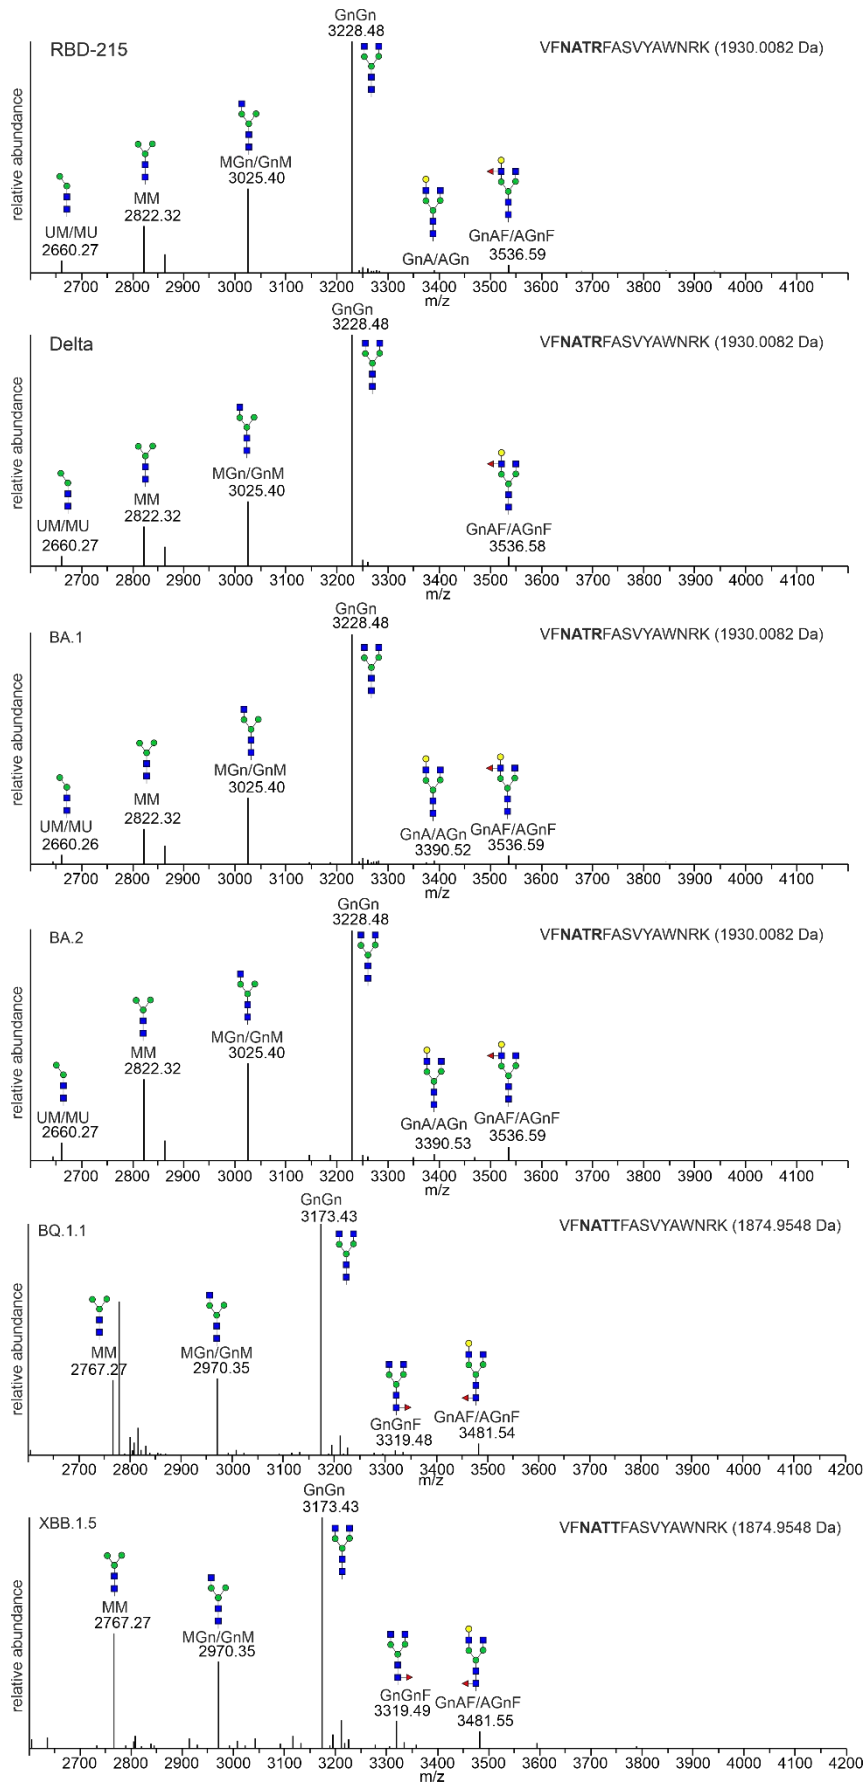 GnGn
3228.48
RBD-215
VFNATRFASVYAWNRK (1930.0082 Da)
relative abundance
UM/MU
2660.27
MM
2822.32
MGn/GnM
3025.40
GnA/AGn
GnAF/AGnF
3536.59
2700 2800 2900 3000 3100 3200 3300 3400 3500 3600 3700 3800 3900 4000 4100
m/z
GnGn
3228.48
Delta
VFNATRFASVYAWNRK (1930.0082 Da)
relative abundance
UM/MU
2660.27
MM
2822.32
MGn/GnM
3025.40
GnAF/AGnF
3536.58
2700 2800 2900 3000 3100 3200 3300 3400 3500 3600 3700 3800 3900 4000 4100
m/z
GnGn
3228.48
BA.1
VFNATRFASVYAWNRK (1930.0082 Da)
relative abundance
UM/MU
2660.26
MM
2822.32
MGn/GnM
3025.40
GnA/AGn
3390.52
GnAF/AGnF
3536.59
2700 2800 2900 3000 3100 3200 3300 3400 3500 3600 3700 3800 3900 4000 4100
m/z
GnGn
3228.48
BA.2
VFNATRFASVYAWNRK (1930.0082 Da)
relative abundance
UM/MU
2660.27
MM
2822.32
MGn/GnM
3025.40
GnA/AGn
3390.53
GnAF/AGnF
3536.59
2700 2800 2900 3000 3100 3200 3300 3400 3500 3600 3700 3800 3900 4000 4100
m/z
GnGn
3173.43
BQ.1.1
VFNATTFASVYAWNRK (1874.9548 Da)
relative abundance
MM
2767.27
MGn/GnM
2970.35
GnGnF
3319.48
GnAF/AGnF
3481.54
2700 2800 2900 3000 3100 3200 3300 3400 3500 3600 3700 3800 3900 4000 4100 4200
m/z
GnGn
3173.43
XBB.1.5
VFNATTFASVYAWNRK (1874.9548 Da)
relative abundance
MM
2767.27
MGn/GnM
2970.35
GnGnF
3319.49
GnAF/AGnF
3481.55
2700 2800 2900 3000 3100 3200 3300 3400 3500 3600 3700 3800 3900 4000 4100 4200
m/z